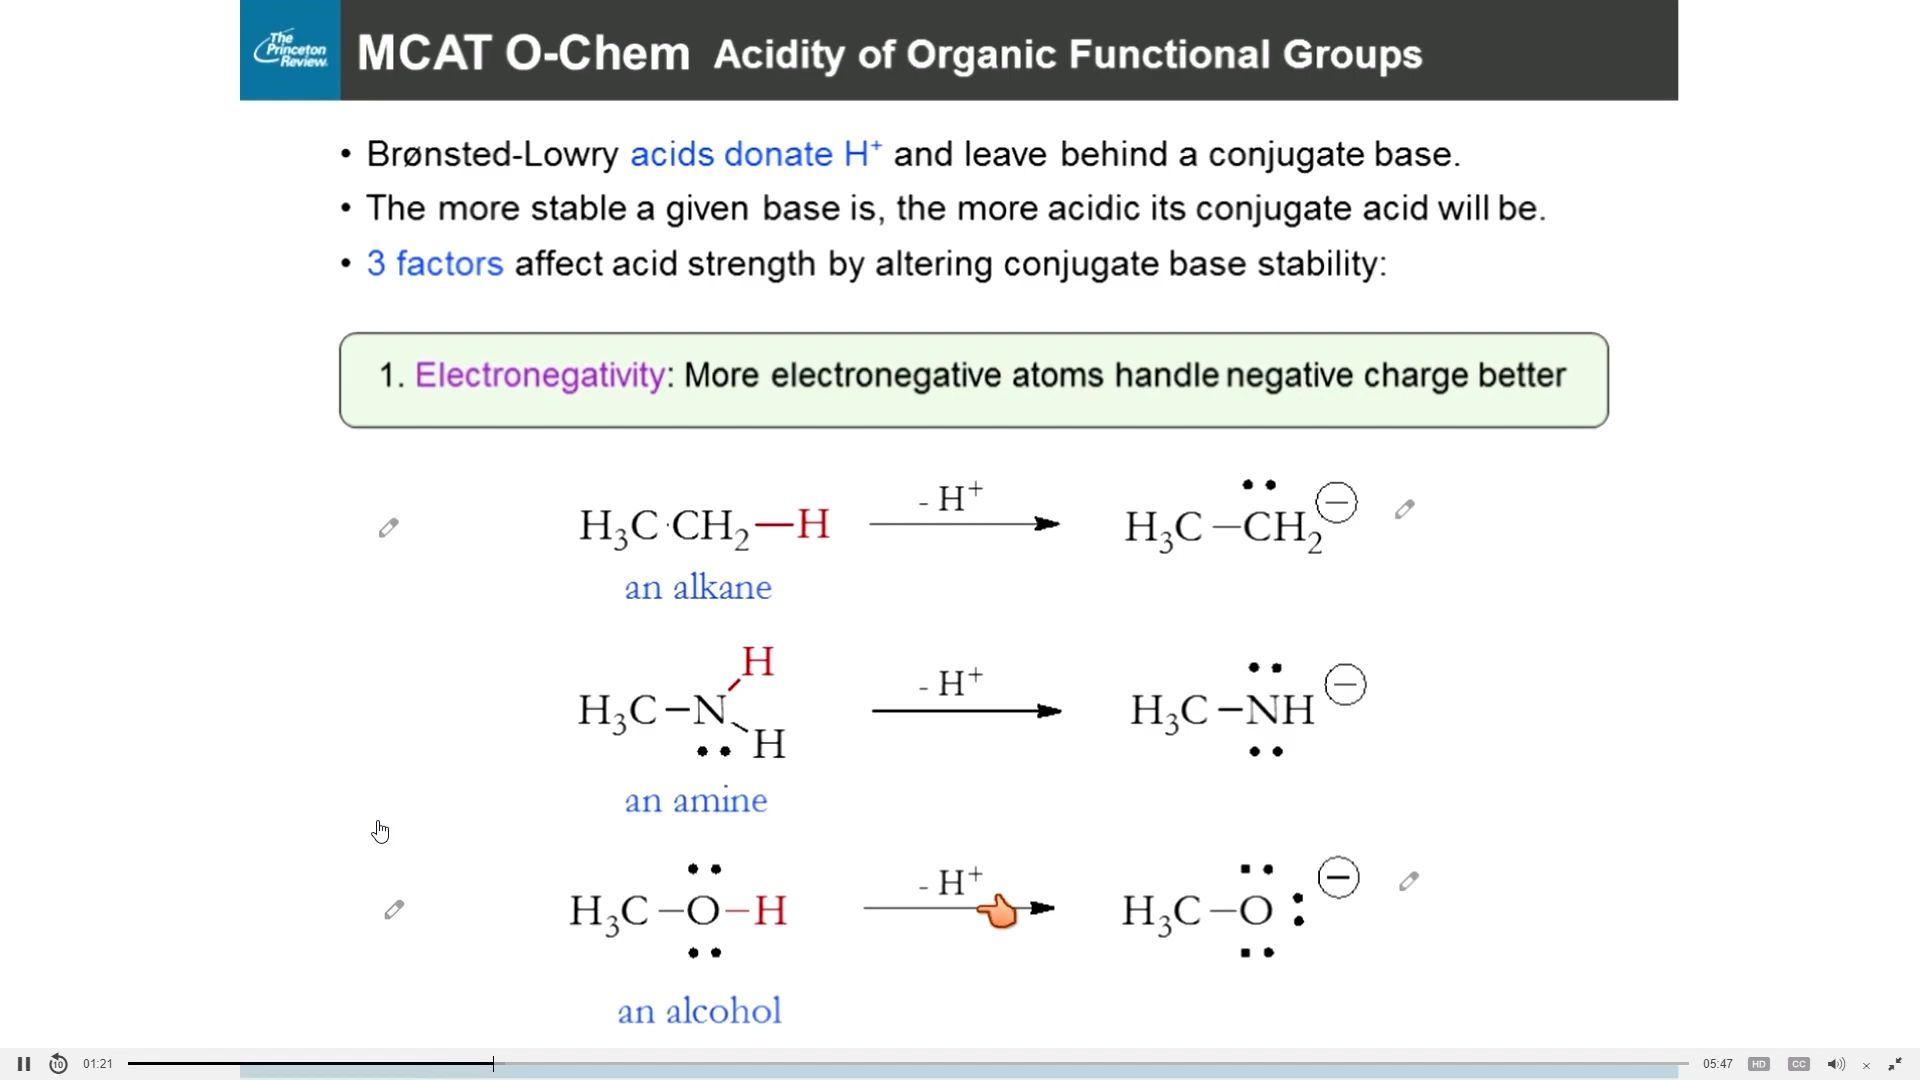 The Princeton Review
MCAT O-Chem Acidity of Organic Functional Groups
• Brønsted-Lowry acids donate H⁺ and leave behind a conjugate base.
• The more stable a given base is, the more acidic its conjugate acid will be.
• 3 factors affect acid strength by altering conjugate base stability:
1. Electronegativity: More electronegative atoms handle negative charge better
H₃C·CH₂—H - H⁺ H₃C—CH₂ ⊖
an alkane
H
H₃C—N - H⁺ H₃C—NH ⊖
H
an amine
H₃C—O—H - H⁺ H₃C—O ⊖
an alcohol
10 01:21 05:47 HD CC